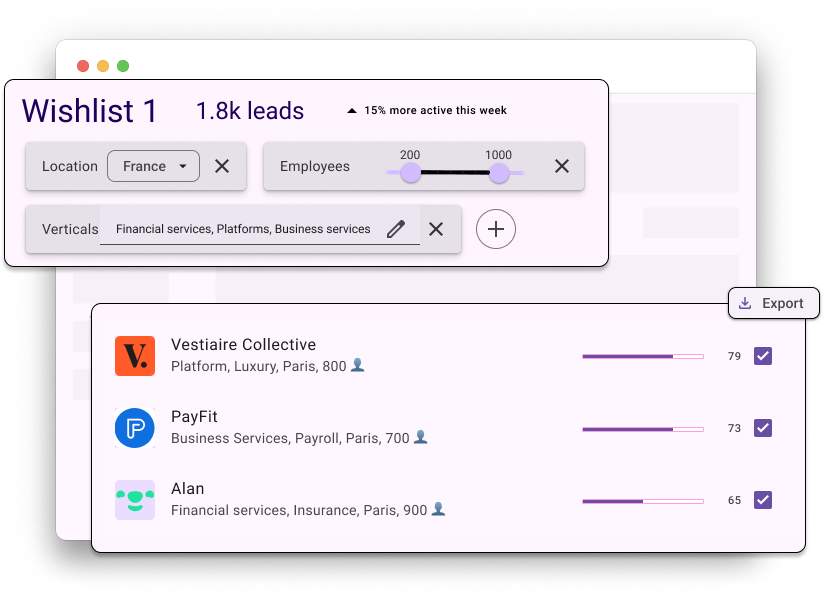 Wishlist 1
1.8k leads
15% more active this week
Location
France
Employees
200
1000
Verticals
Financial services, Platforms, Business services
Export
V.
Vestiaire Collective
Platform, Luxury, Paris, 800
79
P
PayFit
Business Services, Payroll, Paris, 700
73
Alan
Financial services, Insurance, Paris, 900
65